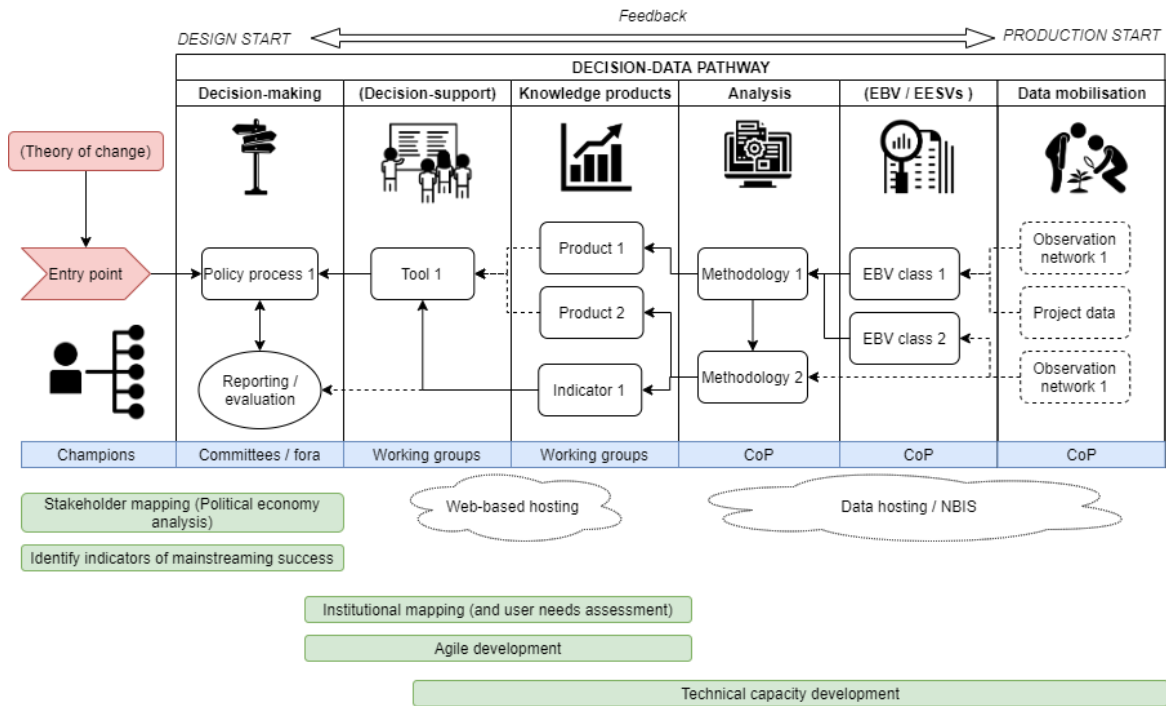 Feedback
DESIGN START
PRODUCTION START
DECISION-DATA PATHWAY
Decision-making
(Decision-support)
Knowledge products
Analysis
(EBV / EESVs )
Data mobilisation
(Theory of change)
Entry point
Policy process 1
Tool 1
Product 1
Product 2
Indicator 1
Methodology 1
Methodology 2
EBV class 1
EBV class 2
Observation
network 1
Project data
Observation
network 1
Reporting /
evaluation
Champions
Committees / fora
Working groups
Working groups
CoP
CoP
CoP
Stakeholder mapping (Political economy
analysis)
Web-based hosting
Data hosting / NBIS
Identify indicators of mainstreaming success
Institutional mapping (and user needs assessment)
Agile development
Technical capacity development